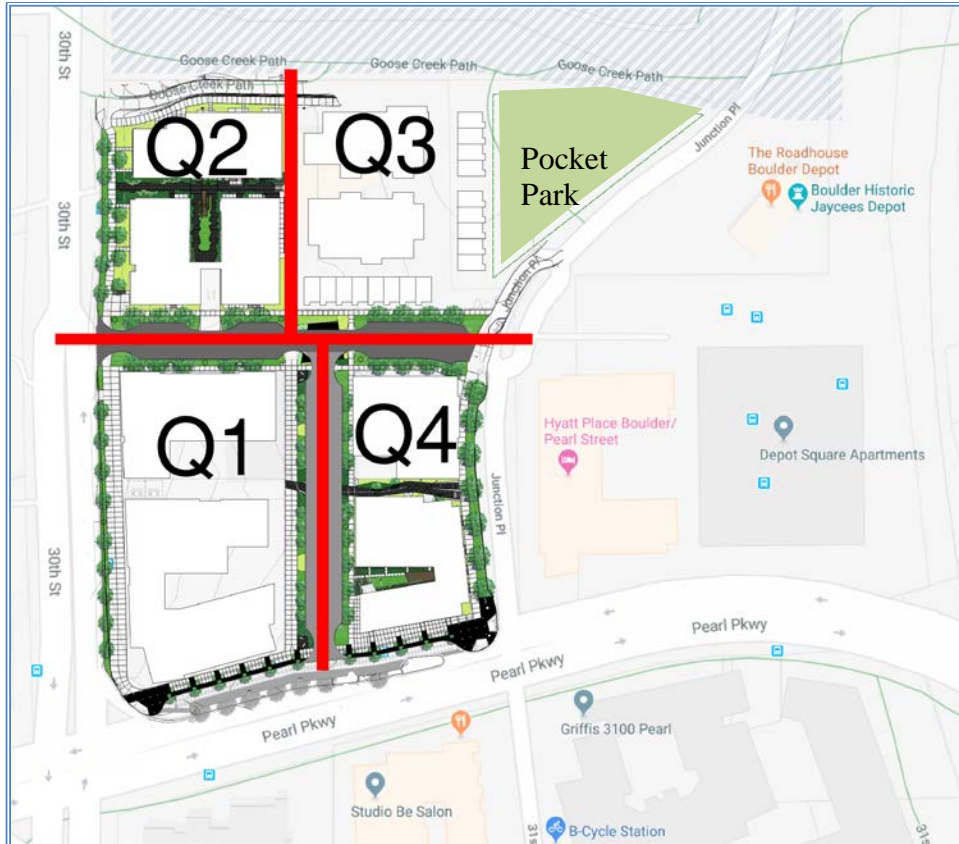 30th St
Goose Creek Path
Goose Creek Path
Goose Creek Path
Goose Creek Path
Junction Pl
Q2
Q3
Pocket
Park
The Roadhouse
Boulder Depot
Boulder Historic
Jaycees Depot
30th St
Junction Pl
Q1
Q4
Hyatt Place Boulder/
Pearl Street
Depot Square Apartments
Junction Pl
30th St
Pearl Pkwy
Pearl Pkwy
Pearl Pkwy
Griffis 3100 Pearl
Studio Be Salon
B-Cycle Station
31s
31s